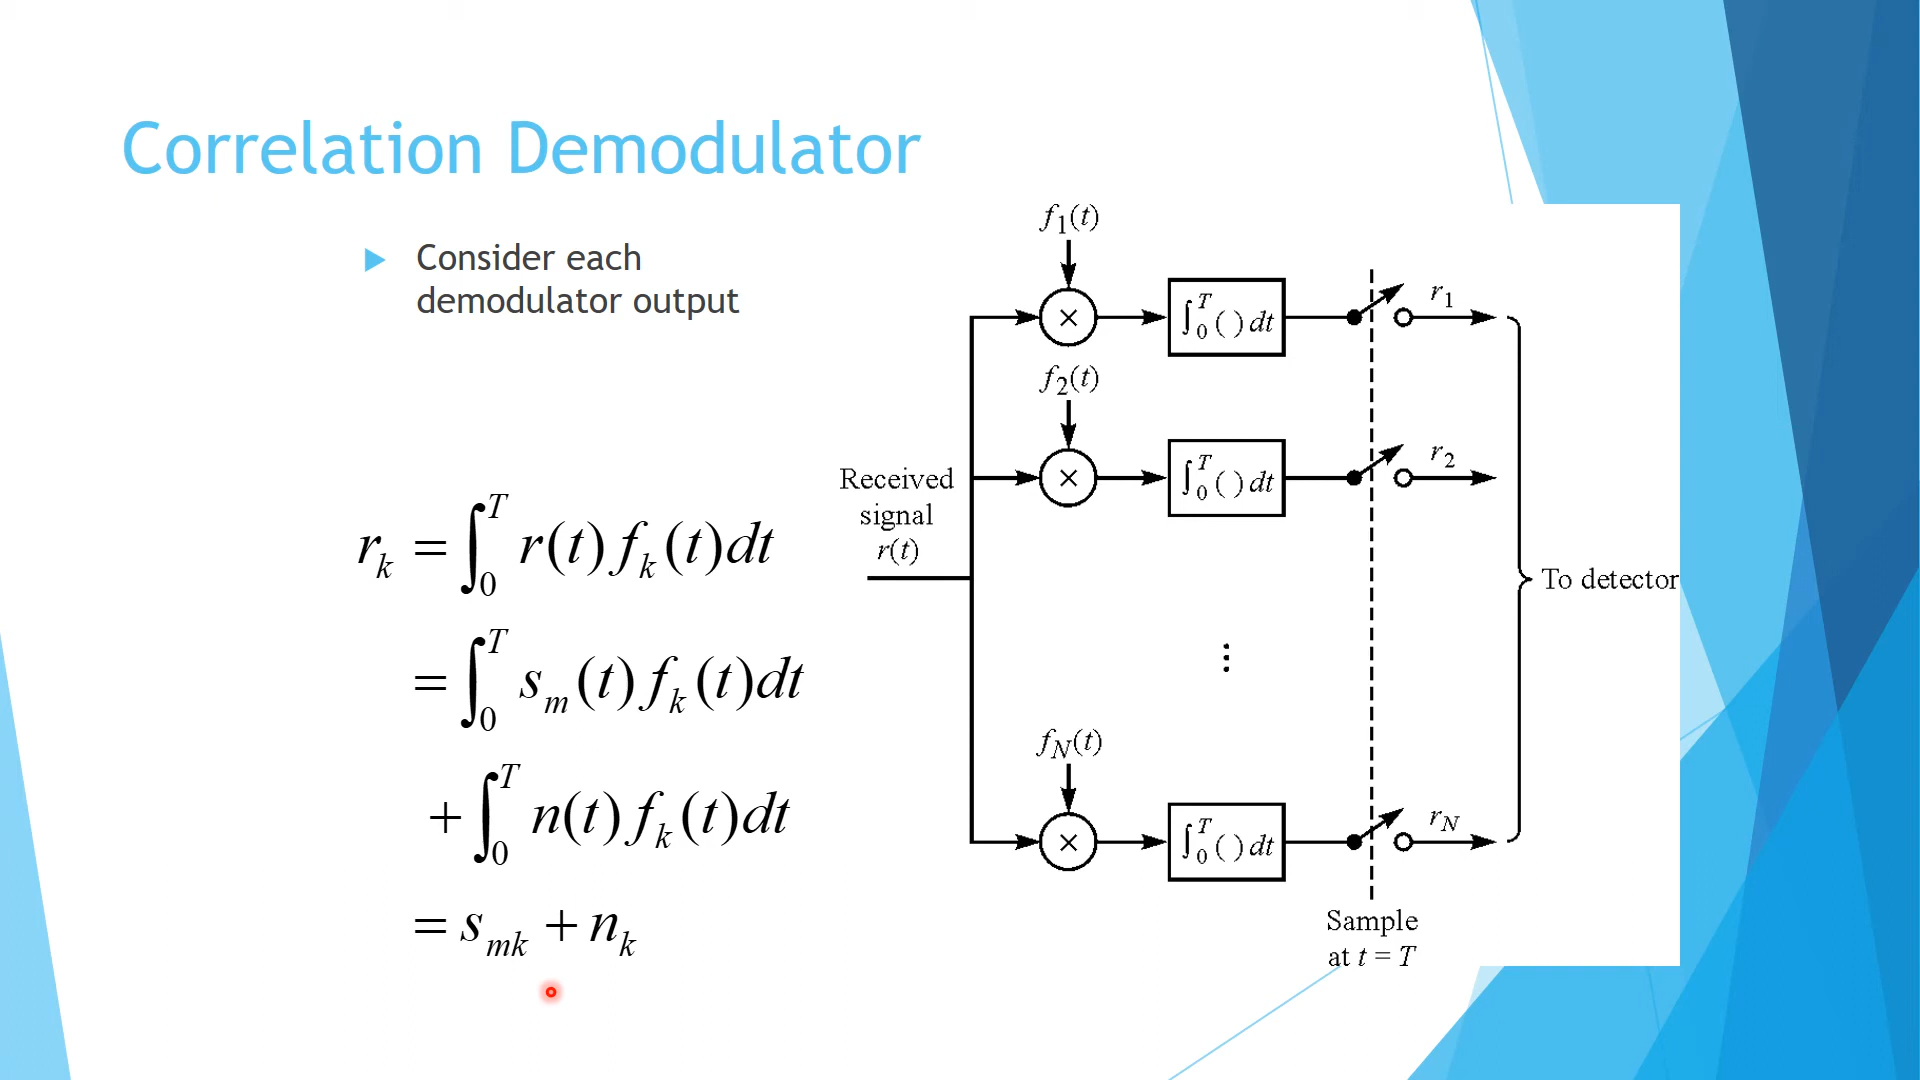 Correlation Demodulator
Consider each
demodulator output
r_k = ∫_0^T r(t) f_k(t)dt
= ∫_0^T s_m(t) f_k(t)dt
+ ∫_0^T n(t) f_k(t)dt
= s_mk + n_k
f_1(t)
×
∫_0^T ( ) dt
r_1
f_2(t)
×
∫_0^T ( ) dt
r_2
Received
signal
r(t)
⋮
To detector
f_N(t)
×
∫_0^T ( ) dt
r_N
Sample
at t = T